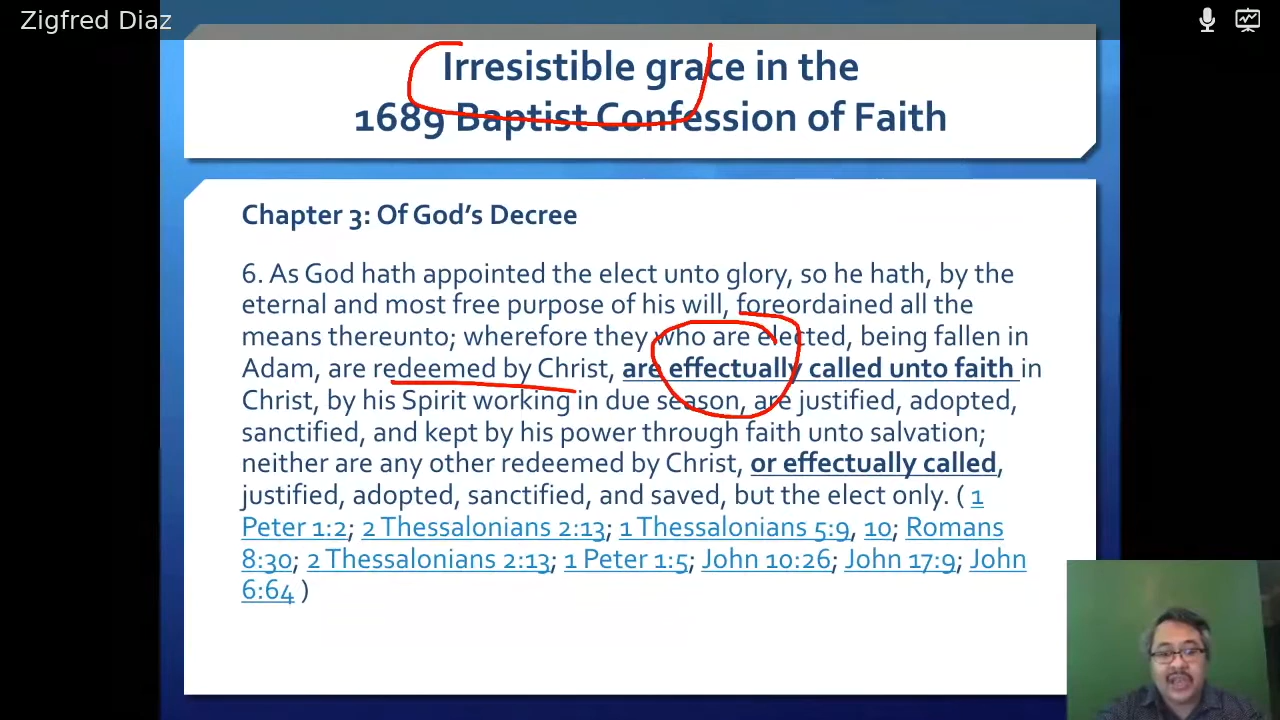 Zigfred Diaz
Irresistible grace in the
1689 Baptist Confession of Faith
Chapter 3: Of God's Decree
6. As God hath appointed the elect unto glory, so he hath, by the
eternal and most free purpose of his will, foreordained all the
means thereunto; wherefore they who are elected, being fallen in
Adam, are redeemed by Christ, are effectually called unto faith in
Christ, by his Spirit working in due season, are justified, adopted,
sanctified, and kept by his power through faith unto salvation;
neither are any other redeemed by Christ, or effectually called,
justified, adopted, sanctified, and saved, but the elect only. ( 1
Peter 1:2; 2 Thessalonians 2:13; 1 Thessalonians 5:9, 10; Romans
8:30; 2 Thessalonians 2:13; 1 Peter 1:5; John 10:26; John 17:9; John
6:64 )